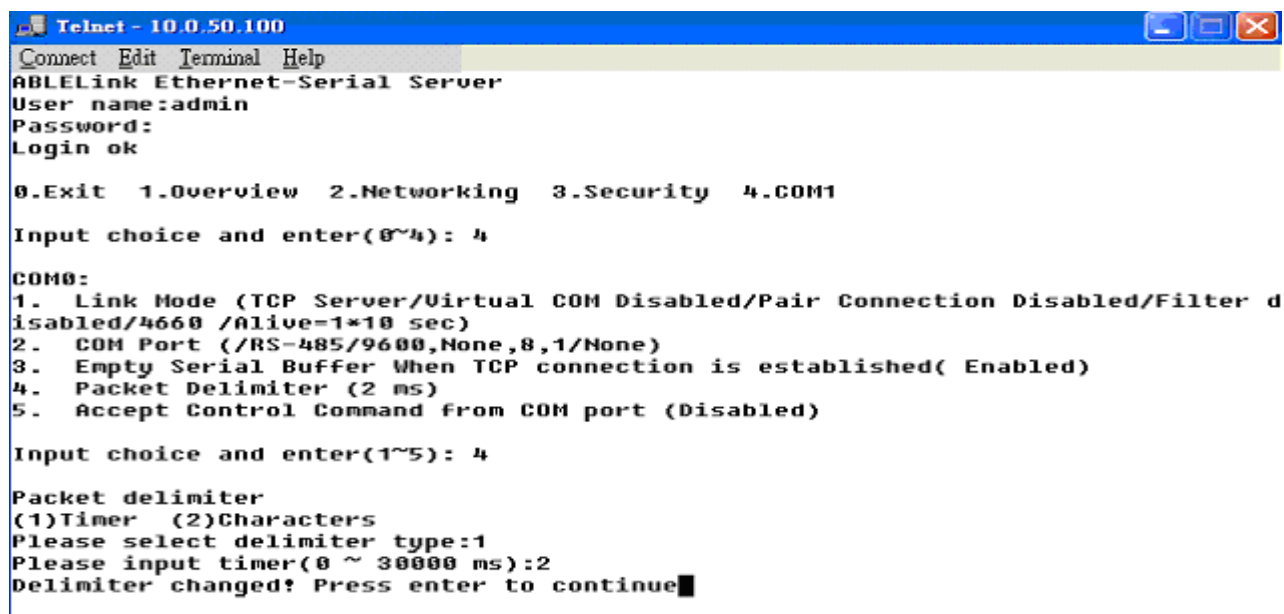 Telnet - 10.0.50.100
Connect Edit Terminal Help
ABLELink Ethernet-Serial Server
User name:admin
Password:
Login ok
0.Exit 1.Overview 2.Networking 3.Security 4.COM1
Input choice and enter(0~4): 4
COM0:
1. Link Mode (TCP Server/Virtual COM Disabled/Pair Connection Disabled/Filter d
isabled/4660 /Alive=1*10 sec)
2. COM Port (/RS-485/9600,None,8,1/None)
3. Empty Serial Buffer When TCP connection is established( Enabled)
4. Packet Delimiter (2 ms)
5. Accept Control Command from COM port (Disabled)
Input choice and enter(1~5): 4
Packet delimiter
(1)Timer (2)Characters
Please select delimiter type:1
Please input timer(0 ~ 30000 ms):2
Delimiter changed! Press enter to continue